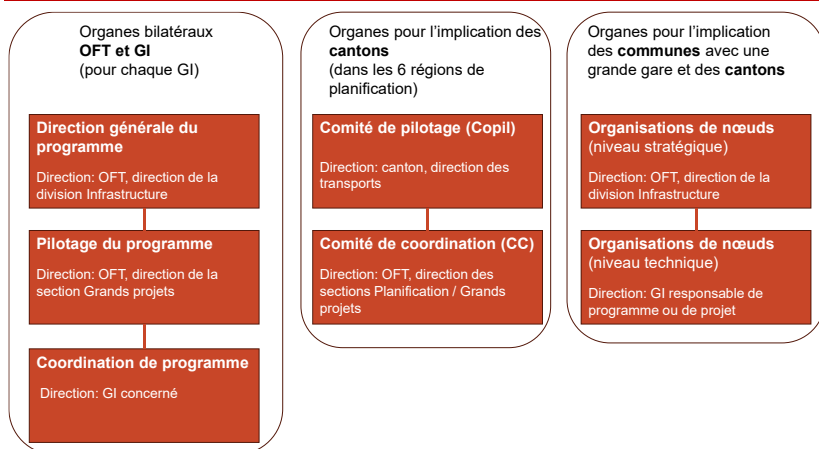 Organes bilatéraux
OFT et GI
(pour chaque GI)
Direction générale du
programme
Direction: OFT, direction de la
division Infrastructure
Pilotage du programme
Direction: OFT, direction de la
section Grands projets
Coordination de programme
Direction: GI concerné
Organes pour l'implication des
cantons
(dans les 6 régions de
planification)
Comité de pilotage (Copil)
Direction: canton, direction des
transports
Comité de coordination (CC)
Direction: OFT, direction des
sections Planification / Grands
projets
Organes pour l'implication
des communes avec une
grande gare et des cantons
Organisations de nœuds
(niveau stratégique)
Direction: OFT, direction de la
division Infrastructure
Organisations de nœuds
(niveau technique)
Direction: GI responsable de
programme ou de projet